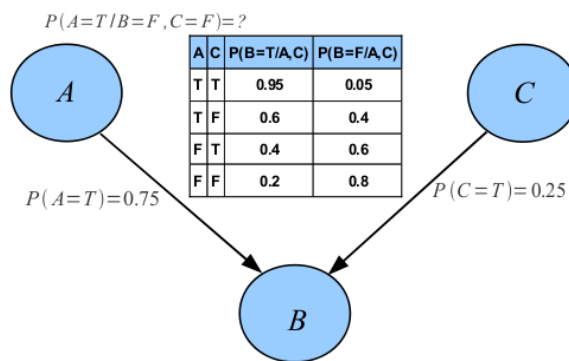 P(A=T/B=F,C=F)=?
A C P(B=T/A,C) P(B=F/A,C)
T T 0.95 0.05
T F 0.6 0.4
F T 0.4 0.6
F F 0.2 0.8
A
C
P(A=T)=0.75
P(C=T)=0.25
B